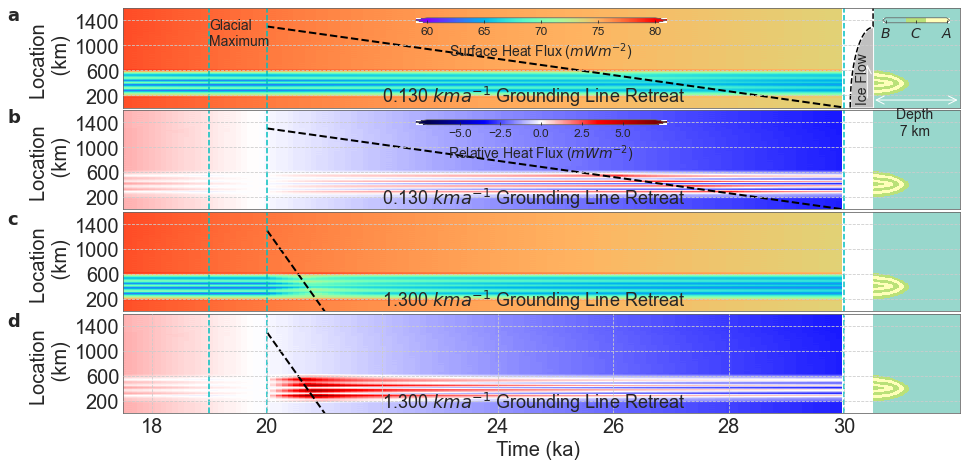 a
Location
(km)
1400
1000
600
200
Glacial
Maximum
60 65 70 75 80
Surface Heat Flux (mWm⁻²)
0.130 kma⁻¹ Grounding Line Retreat
Ice Flow
B C A
Depth
7 km
b
Location
(km)
1400
1000
600
200
−5.0 −2.5 0.0 2.5 5.0
Relative Heat Flux (mWm⁻²)
0.130 kma⁻¹ Grounding Line Retreat
c
Location
(km)
1400
1000
600
200
1.300 kma⁻¹ Grounding Line Retreat
d
Location
(km)
1400
1000
600
200
1.300 kma⁻¹ Grounding Line Retreat
18 20 22 24 26 28 30
Time (ka)